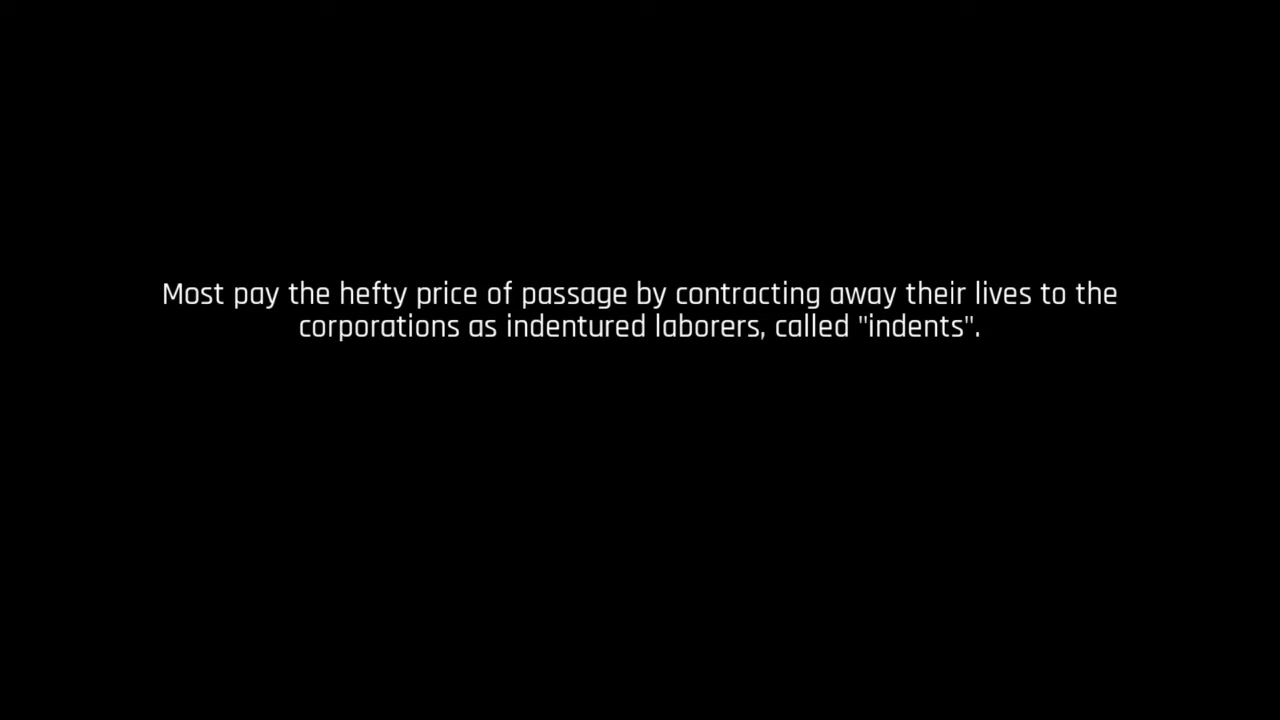 Most pay the hefty price of passage by contracting away their lives to the
corporations as indentured laborers, called "indents".